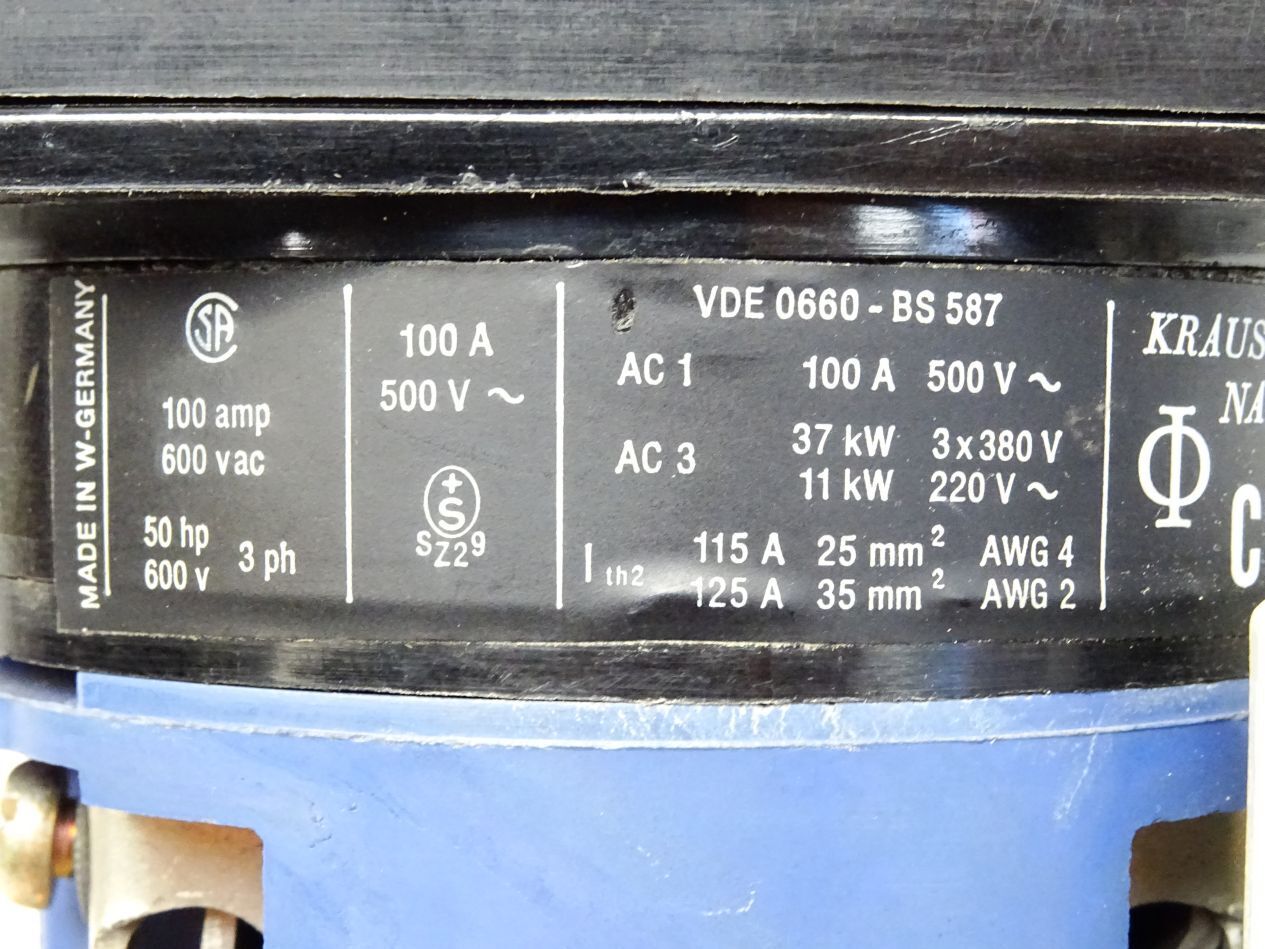 MADE IN W-GERMANY
SA
100 amp
600 vac
50 hp
600 v
3 ph
100 A
500 V ~
+S
SZ29
VDE 0660 - BS 587
AC 1 100 A 500 V ~
AC 3 37 kW 3 x 380 V
11 kW 220 V ~
I th2 115 A 25 mm² AWG 4
125 A 35 mm² AWG 2
KRAUS
NA
C